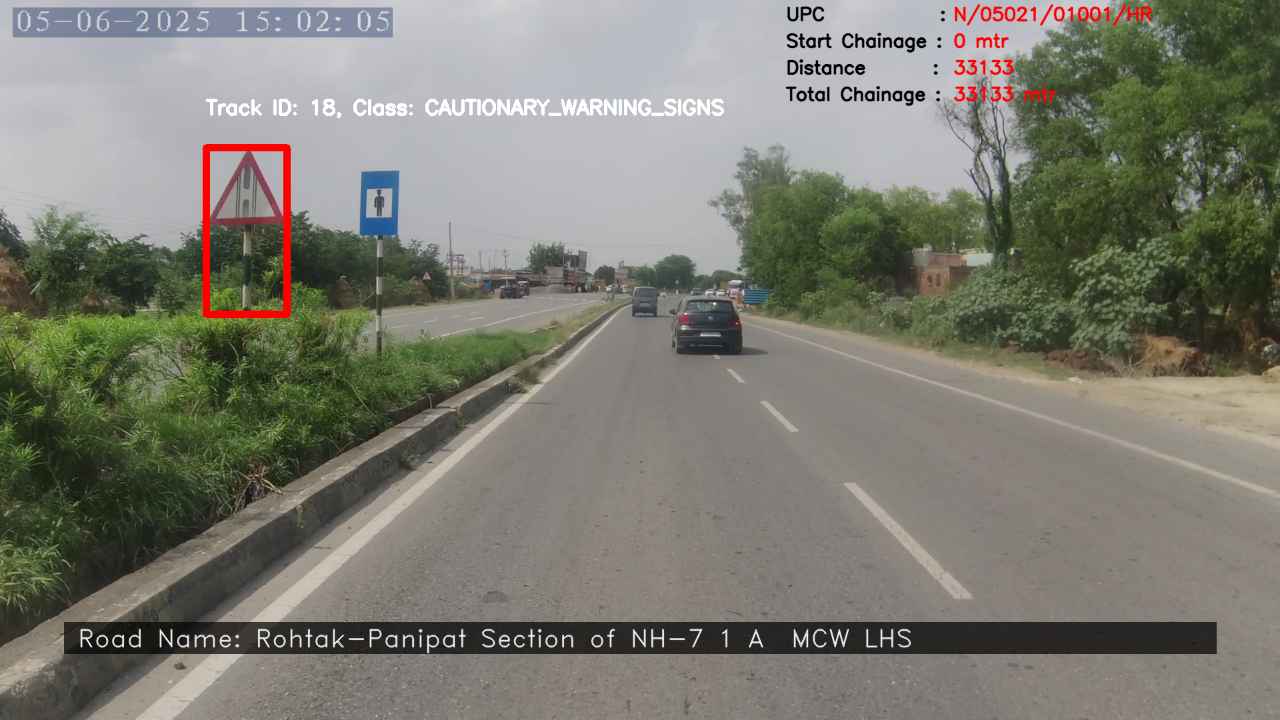 05-06-2025 15:02:05
UPC : N/05021/01001/HR
Start Chainage : 0 mtr
Distance : 33133
Total Chainage : 33133 mtr
Track ID: 18, Class: CAUTIONARY_WARNING_SIGNS
Road Name: Rohtak-Panipat Section of NH-7 1 A MCW LHS